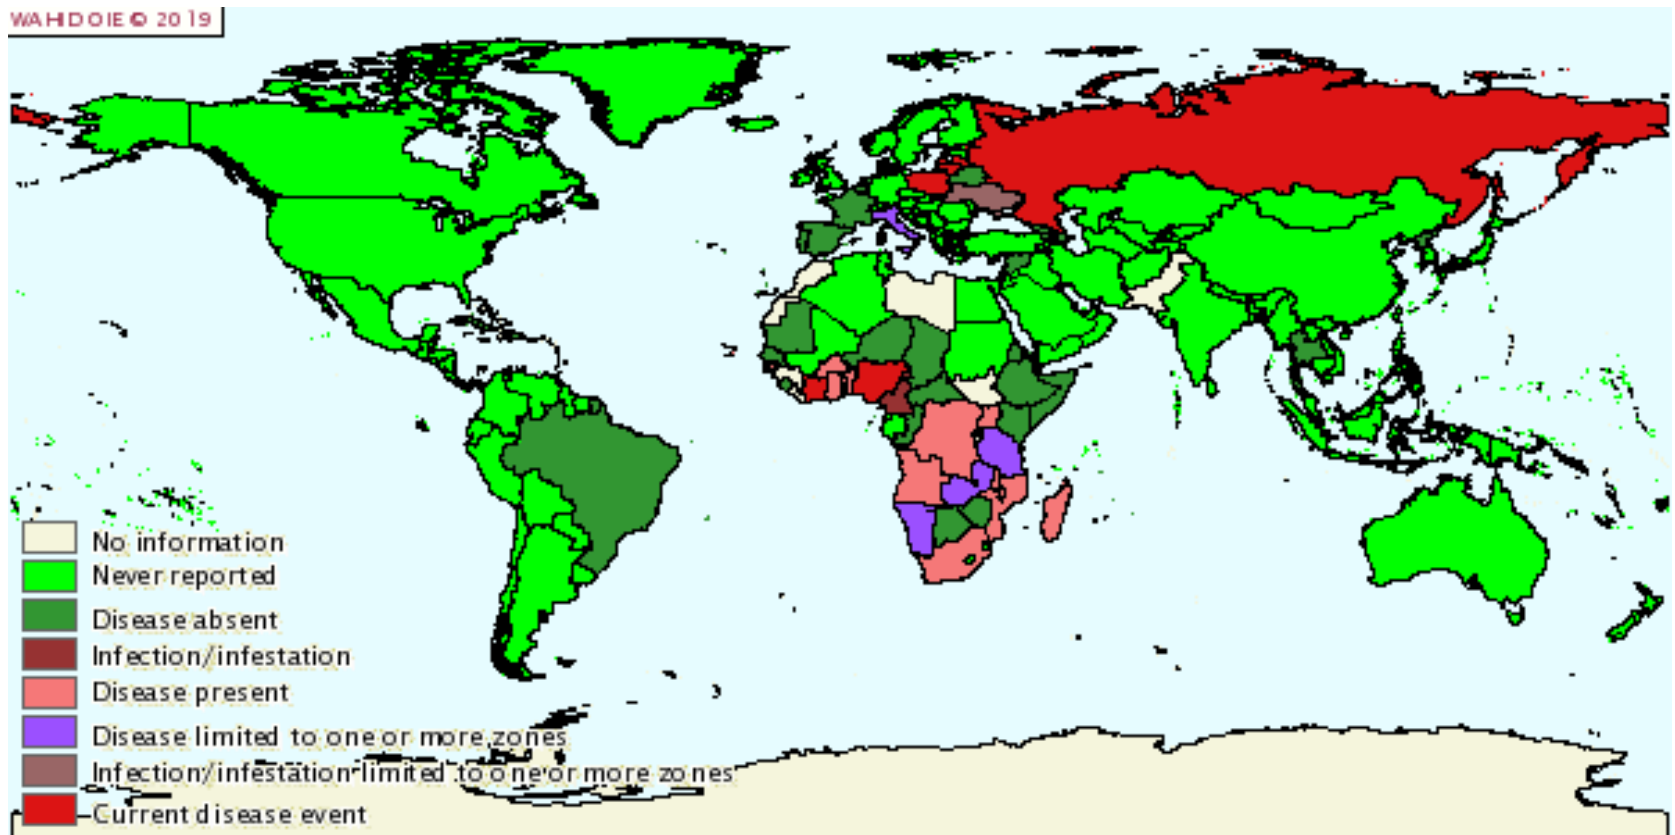 WAHID OIE © 2019
No information
Never reported
Disease absent
Infection/infestation
Disease present
Disease limited to one or more zones
Infection/infestation limited to one or more zones
Current disease event